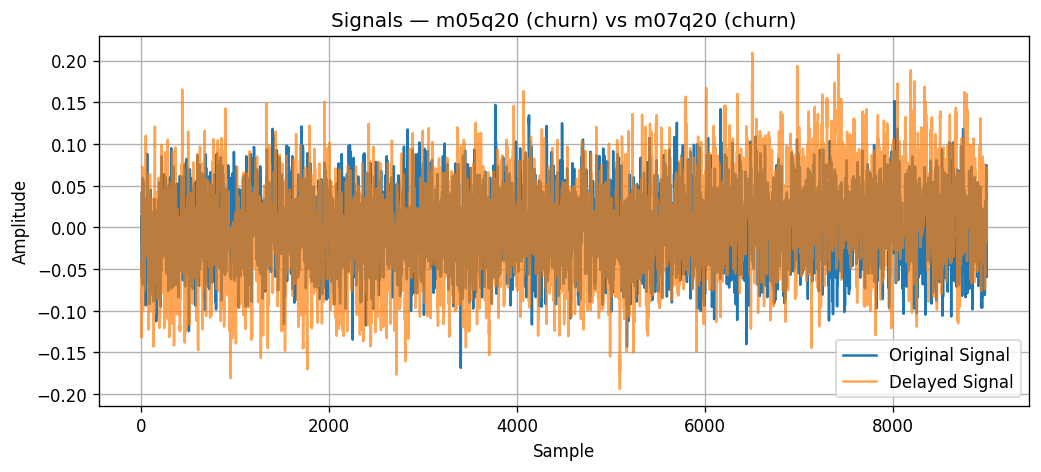 Signals — m05q20 (churn) vs m07q20 (churn)
0.20
0.15
0.10
0.05
0.00
−0.05
−0.10
−0.15
−0.20
Amplitude
Original Signal
Delayed Signal
0 2000 4000 6000 8000
Sample